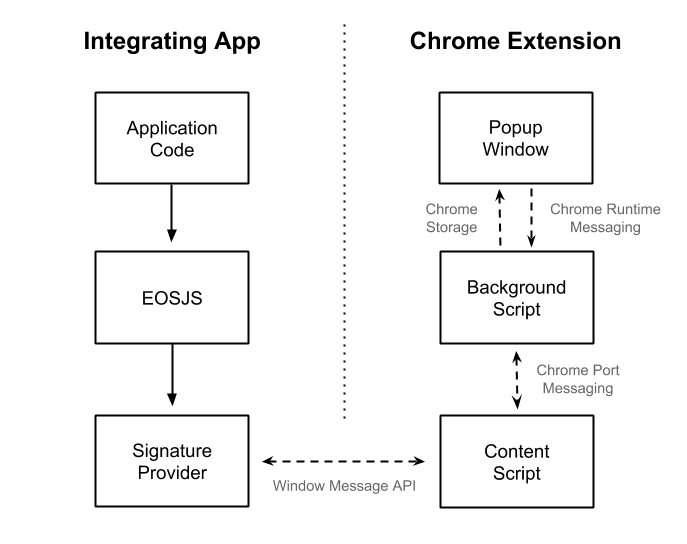 Integrating App
Chrome Extension
Application
Code
Popup
Window
Chrome
Storage
Chrome Runtime
Messaging
EOSJS
Background
Script
Chrome Port
Messaging
Signature
Provider
Window Message API
Content
Script